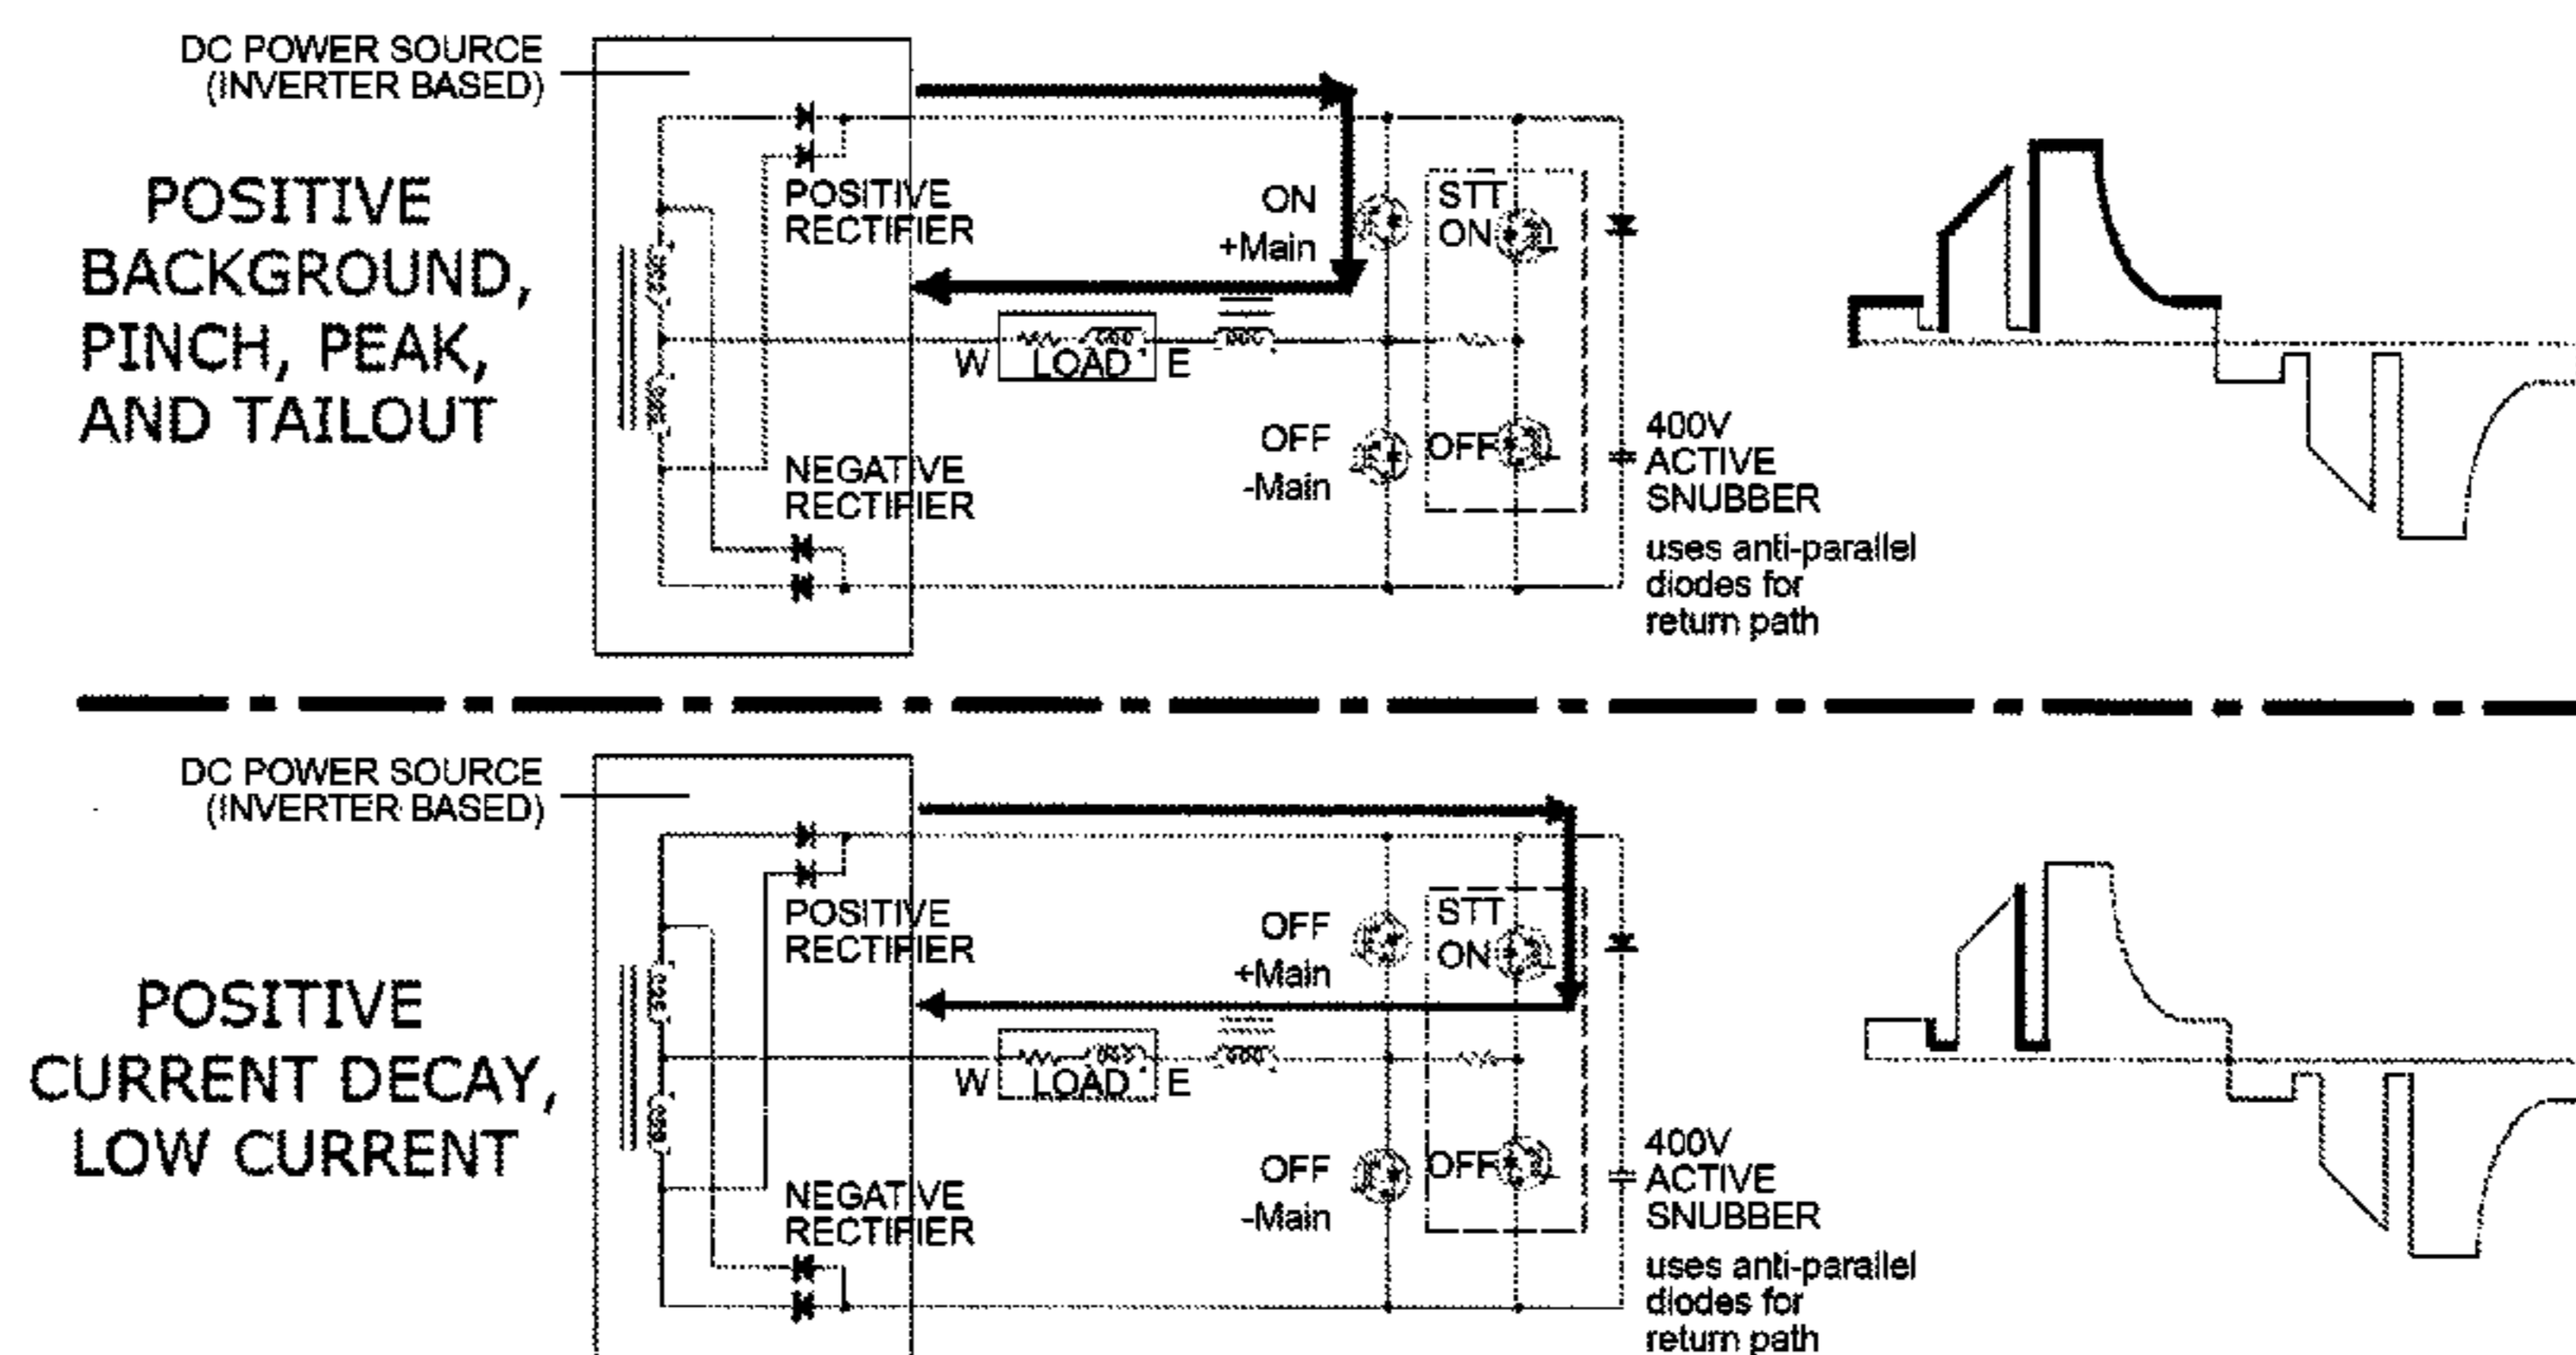 DC POWER SOURCE
(INVERTER BASED)
POSITIVE
BACKGROUND,
PINCH, PEAK,
AND TAILOUT
POSITIVE
RECTIFIER
ON
+Main
STT
ON
W
LOAD
E
NEGATIVE
RECTIFIER
OFF
-Main
OFF
400V
ACTIVE
SNUBBER
uses anti-parallel
diodes for
return path
DC POWER SOURCE
(INVERTER BASED)
POSITIVE
CURRENT DECAY,
LOW CURRENT
POSITIVE
RECTIFIER
OFF
+Main
STT
ON
W
LOAD
E
NEGATIVE
RECTIFIER
OFF
-Main
OFF
400V
ACTIVE
SNUBBER
uses anti-parallel
diodes for
return path